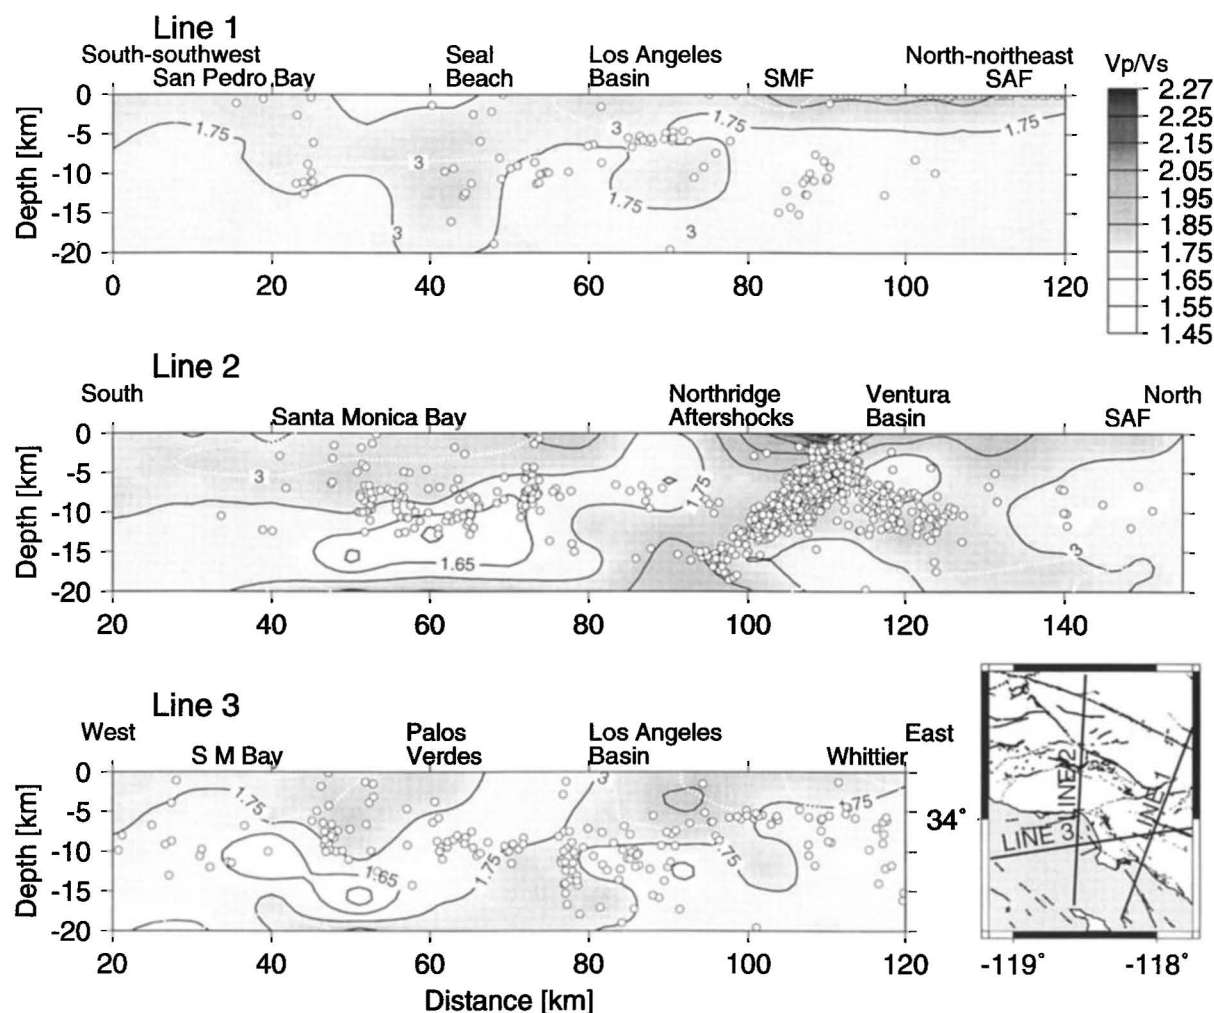 Line 1
South-southwest Seal Los Angeles North-northeast
San Pedro Bay Beach Basin SMF SAF
Vp/Vs
0
-5
-10
-15
-20
Depth [km]
1.75 3 3 1.75 1.75
3 1.75 3 3
0 20 40 60 80 100 120
2.27
2.25
2.15
2.05
1.95
1.85
1.75
1.65
1.55
1.45
Line 2
South Northridge Ventura North
Santa Monica Bay Aftershocks Basin SAF
0
-5
-10
-15
-20
Depth [km]
3 1.75 1.65 3
20 40 60 80 100 120 140
Line 3
West Palos Los Angeles East
S M Bay Verdes Basin Whittier
0
-5
-10
-15
-20
Depth [km]
1.75 1.65 1.75 3 1.75 1.75
20 40 60 80 100 120
Distance [km]
34°
LINE 3
LINE 2
LINE 1
-119° -118°